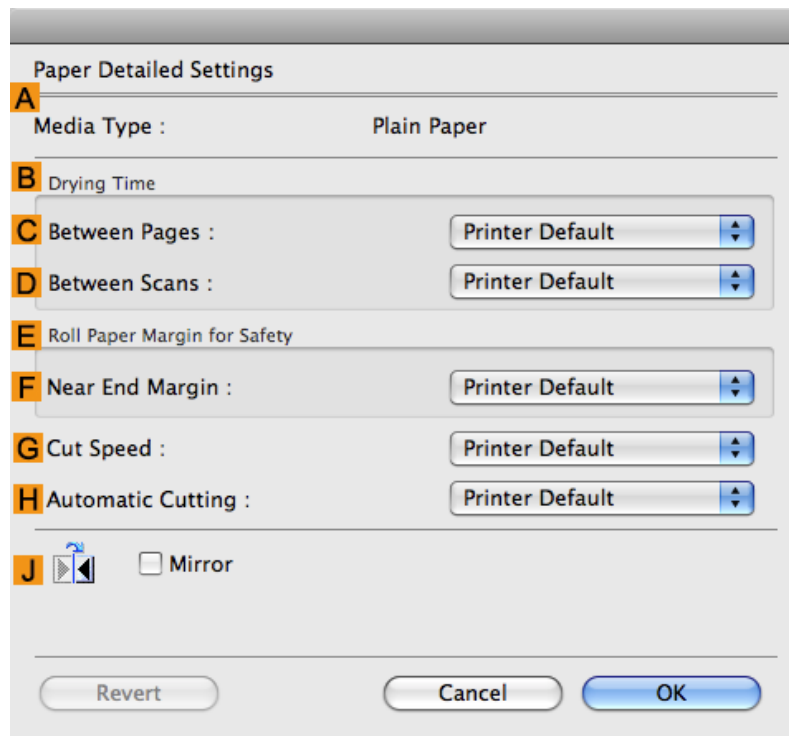 Paper Detailed Settings
A
Media Type : Plain Paper
B Drying Time
C Between Pages : Printer Default
D Between Scans : Printer Default
E Roll Paper Margin for Safety
F Near End Margin : Printer Default
G Cut Speed : Printer Default
H Automatic Cutting : Printer Default
J Mirror
Revert Cancel OK